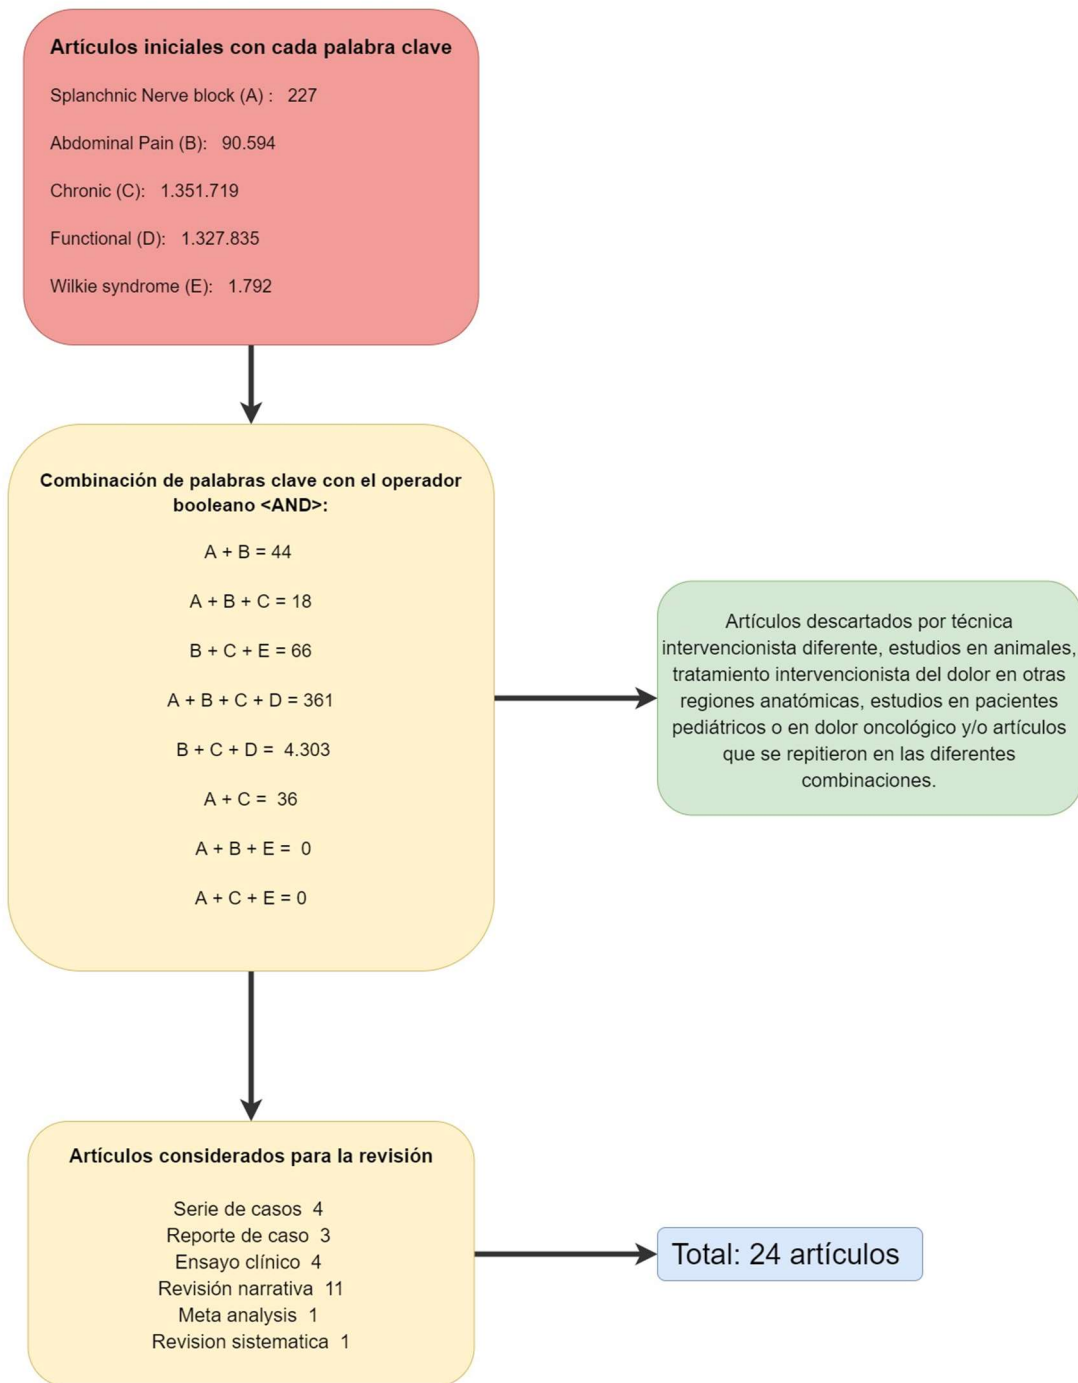 Artículos iniciales con cada palabra clave
Splanchnic Nerve block (A) : 227
Abdominal Pain (B): 90.594
Chronic (C): 1.351.719
Functional (D): 1.327.835
Wilkie syndrome (E): 1.792
Combinación de palabras clave con el operador
booleano <AND>:
A + B = 44
A + B + C = 18
B + C + E = 66
A + B + C + D = 361
B + C + D = 4.303
A + C = 36
A + B + E = 0
A + C + E = 0
Artículos descartados por técnica
intervencionista diferente, estudios en animales,
tratamiento intervencionista del dolor en otras
regiones anatómicas, estudios en pacientes
pediátricos o en dolor oncológico y/o artículos
que se repitieron en las diferentes
combinaciones.
Artículos considerados para la revisión
Serie de casos 4
Reporte de caso 3
Ensayo clínico 4
Revisión narrativa 11
Meta analysis 1
Revision sistematica 1
Total: 24 artículos